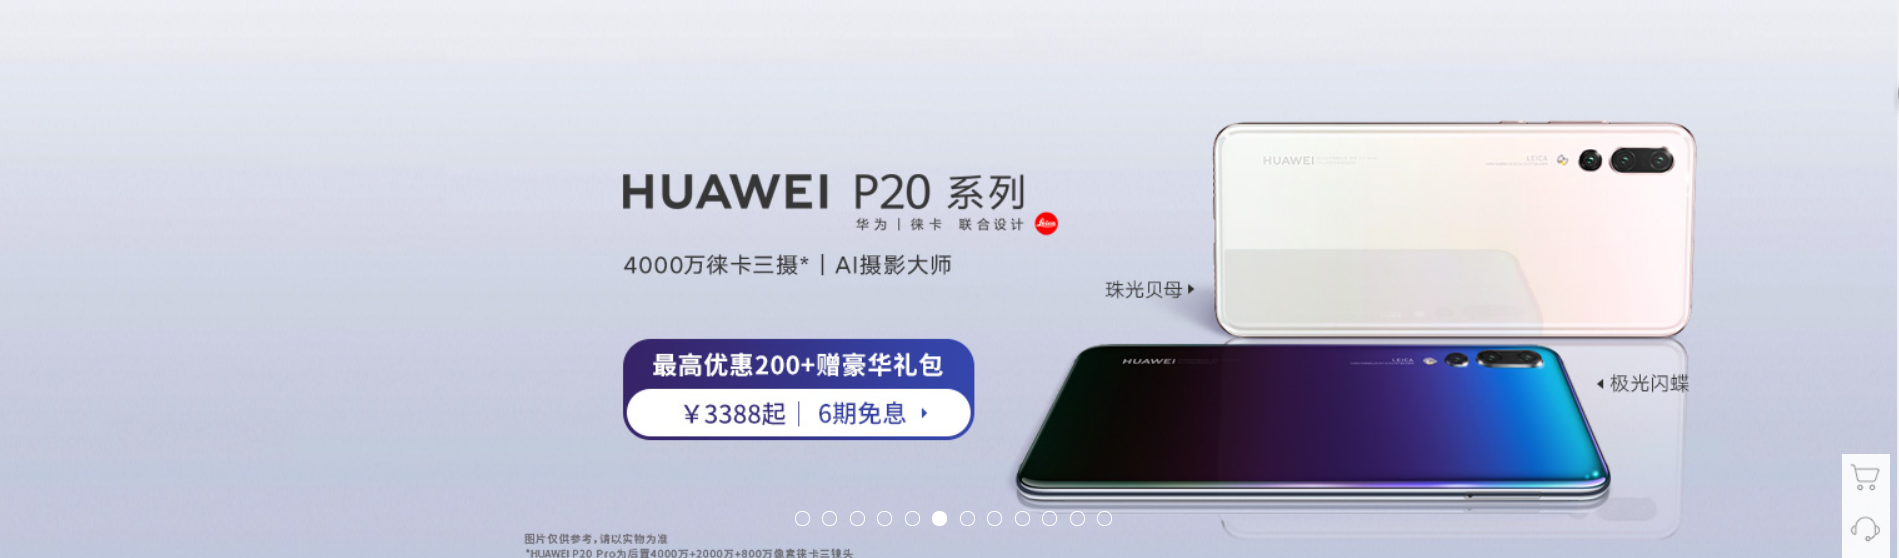 HUAWEI P20 系列
华为 | 徕卡 联合设计 Leica
4000万徕卡三摄* | AI摄影大师
珠光贝母
最高优惠200+赠豪华礼包
¥3388起 | 6期免息
极光闪蝶
HUAWEI
LEICA
HUAWEI
LEICA
图片仅供参考,请以实物为准
*HUAWEI P20 Pro为后置4000万+2000万+800万像素徕卡三镜头